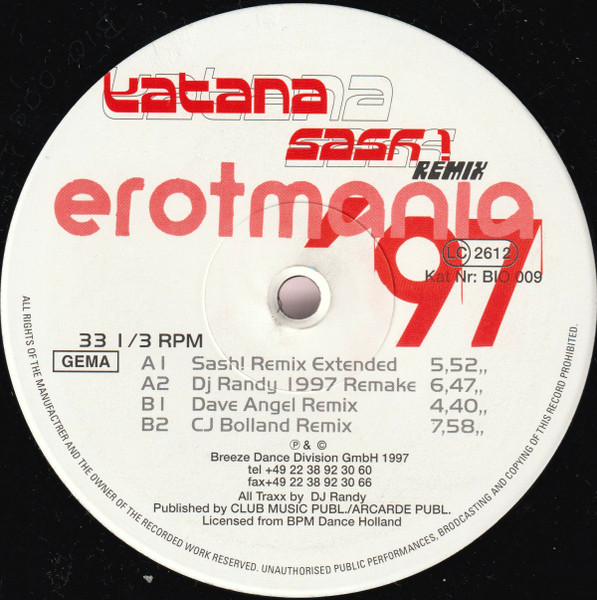 katana
sash!
REMIX
erotmania
'97
LC 2612
Kat Nr: BIO 009
33 1/3 RPM
GEMA
A1 Sash! Remix Extended 5,52,,
A2 Dj Randy 1997 Remake 6,47,,
B1 Dave Angel Remix 4,40,,
B2 CJ Bolland Remix 7,58,,
℗ & ©
Breeze Dance Division GmbH 1997
tel +49 22 38 92 30 60
fax+49 22 38 92 30 66
All Traxx by DJ Randy
Published by CLUB MUSIC PUBL./ARCARDE PUBL.
Licensed from BPM Dance Holland
ALL RIGHTS OF THE MANUFACTRER AND THE OWNER OF THE RECORDED WORK RESERVED. UNAUTHORISED PUBLIC PERFORMANCES, BRODCASTING AND COPYING OF THIS RECORD PROHIBITED.